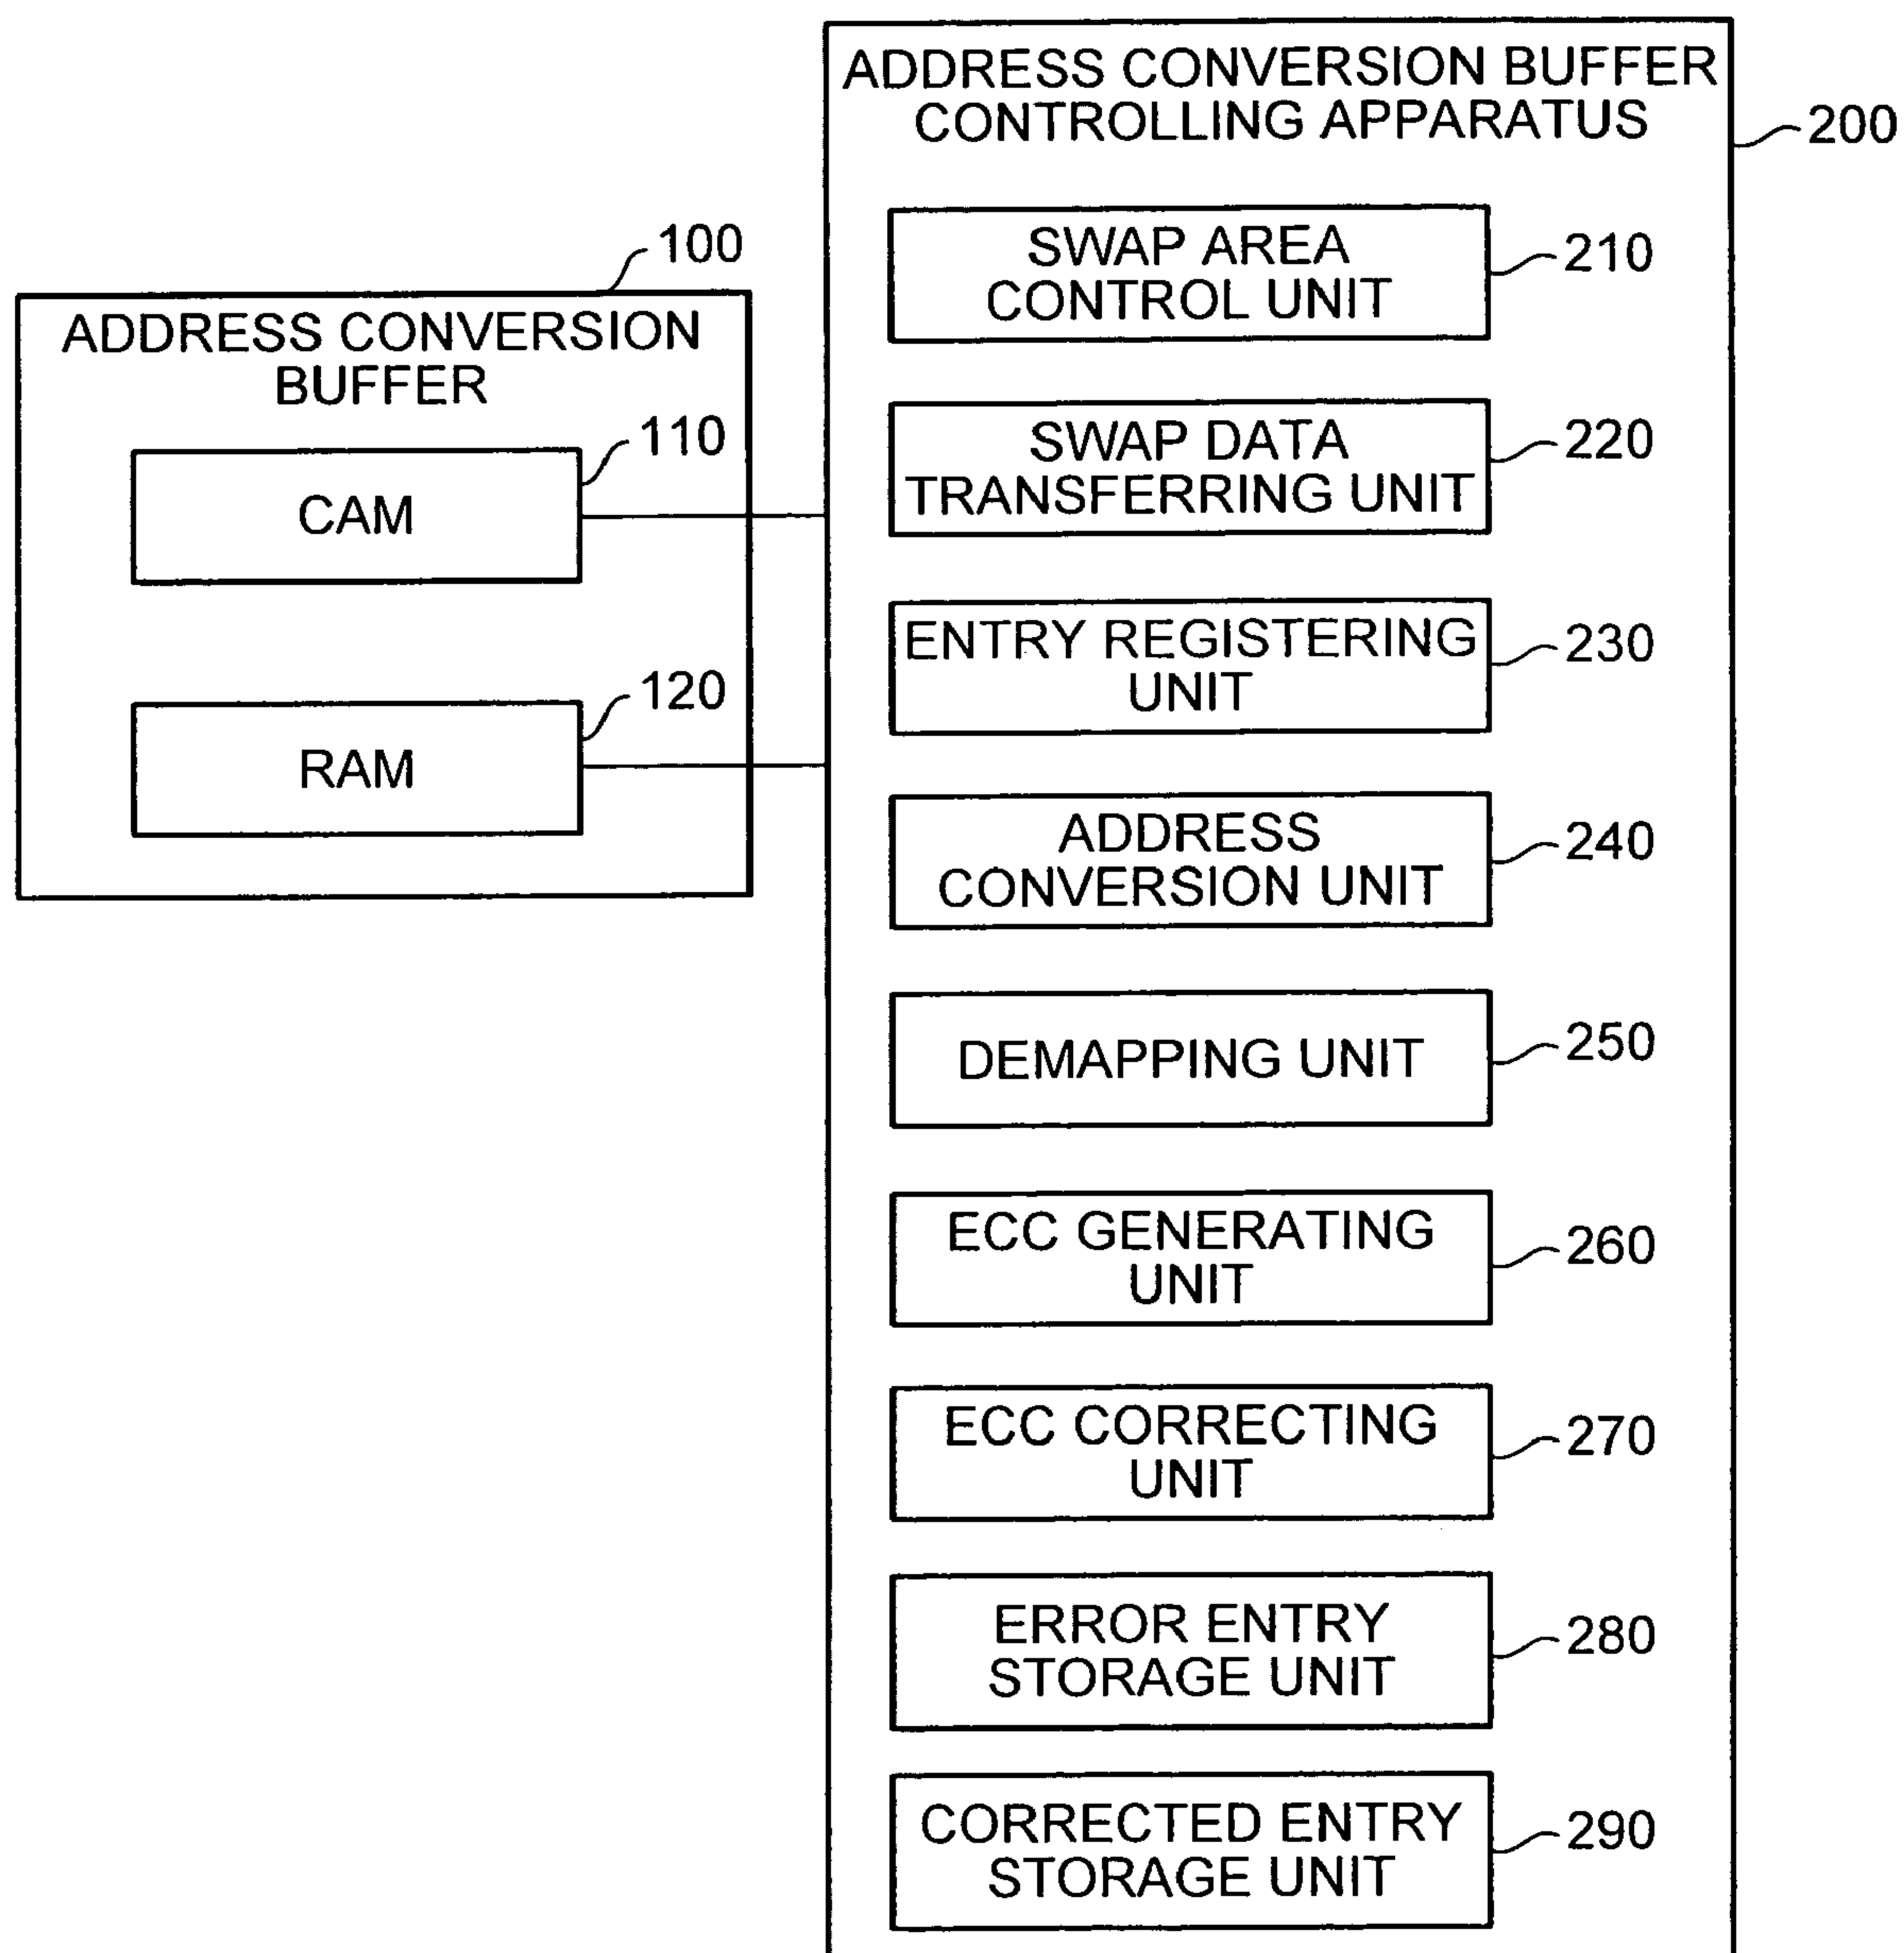 ADDRESS CONVERSION BUFFER
CONTROLLING APPARATUS
200
100
ADDRESS CONVERSION
BUFFER
110
CAM
120
RAM
SWAP AREA
CONTROL UNIT
210
SWAP DATA
TRANSFERRING UNIT
220
ENTRY REGISTERING
UNIT
230
ADDRESS
CONVERSION UNIT
240
DEMAPPING UNIT
250
ECC GENERATING
UNIT
260
ECC CORRECTING
UNIT
270
ERROR ENTRY
STORAGE UNIT
280
CORRECTED ENTRY
STORAGE UNIT
290